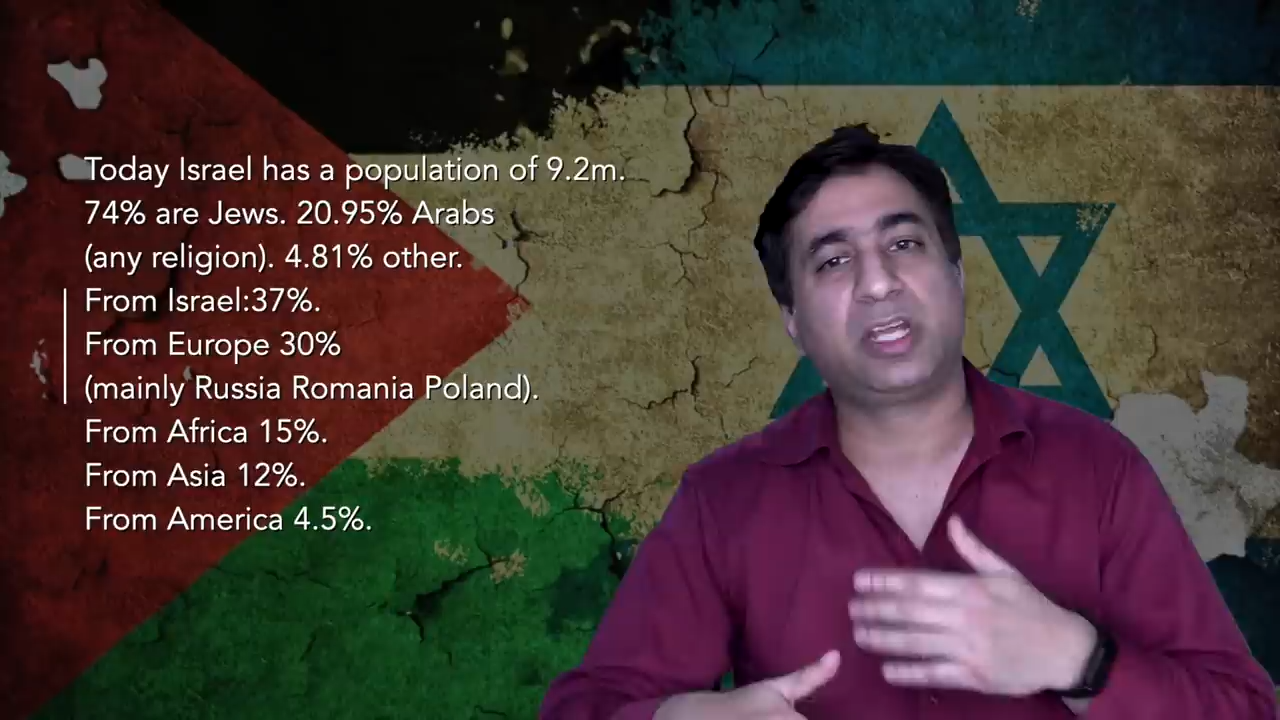 Today Israel has a population of 9.2m.
74% are Jews. 20.95% Arabs
(any religion). 4.81% other.
From Israel:37%.
From Europe 30%
(mainly Russia Romania Poland).
From Africa 15%.
From Asia 12%.
From America 4.5%.